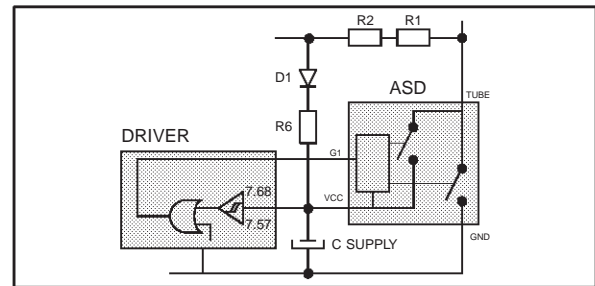 R2 R1
D1
ASD
TUBE
R6
DRIVER
G1
7.68
VCC
7.57
C SUPPLY
GND